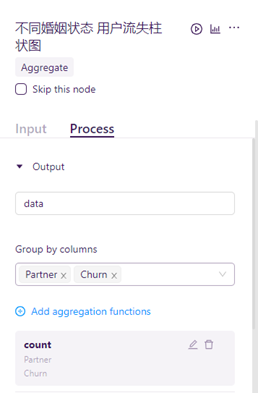 不同婚姻状态 用户流失柱
状图
Aggregate
Skip this node
Input Process
Output
data
Group by columns
Partner x Churn x
Add aggregation functions
count
Partner
Churn